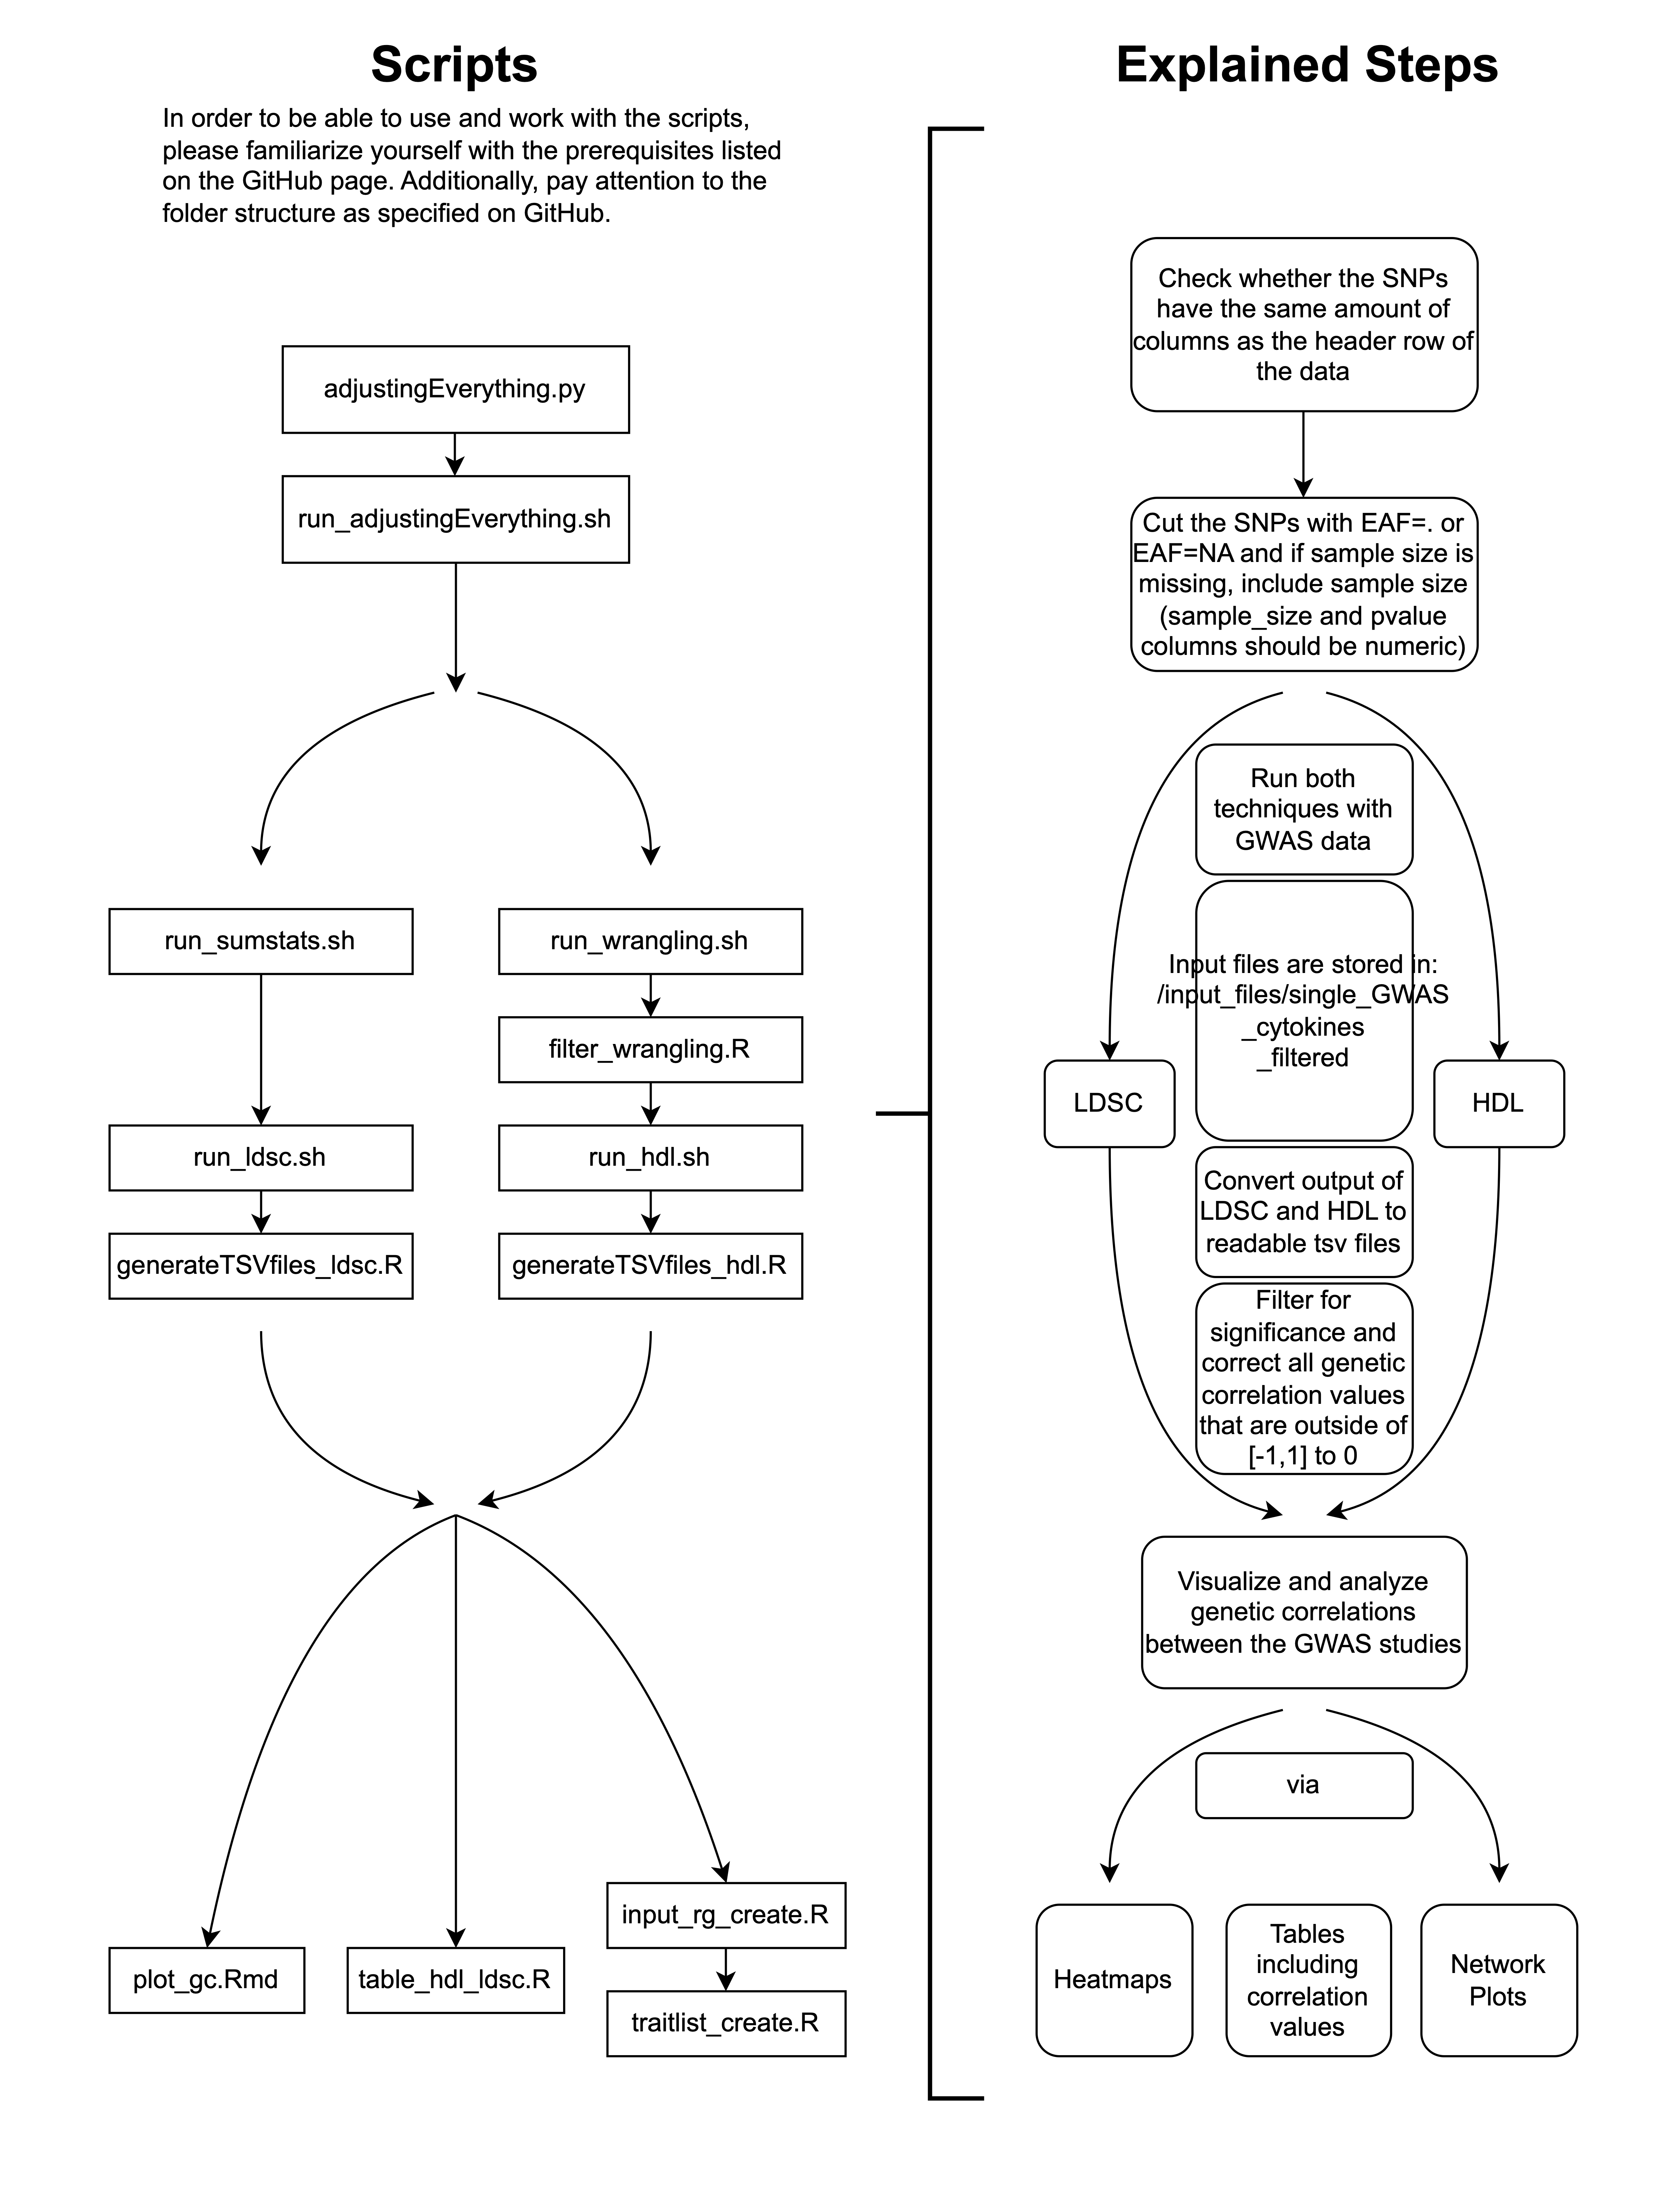 Scripts
In order to be able to use and work with the scripts,
please familiarize yourself with the prerequisites listed
on the GitHub page. Additionally, pay attention to the
folder structure as specified on GitHub.
adjustingEverything.py
run_adjustingEverything.sh
run_sumstats.sh
run_wrangling.sh
filter_wrangling.R
run_ldsc.sh
run_hdl.sh
generateTSVfiles_ldsc.R
generateTSVfiles_hdl.R
input_rg_create.R
plot_gc.Rmd
table_hdl_ldsc.R
traitlist_create.R
Explained Steps
Check whether the SNPs
have the same amount of
columns as the header row of
the data
Cut the SNPs with EAF=. or
EAF=NA and if sample size is
missing, include sample size
(sample_size and pvalue
columns should be numeric)
Run both
techniques with
GWAS data
Input files are stored in:
/input_files/single_GWAS
_cytokines
_filtered
LDSC
HDL
Convert output of
LDSC and HDL to
readable tsv files
Filter for
significance and
correct all genetic
correlation values
that are outside of
[-1,1] to 0
Visualize and analyze
genetic correlations
between the GWAS studies
via
Heatmaps
Tables
including
correlation
values
Network
Plots